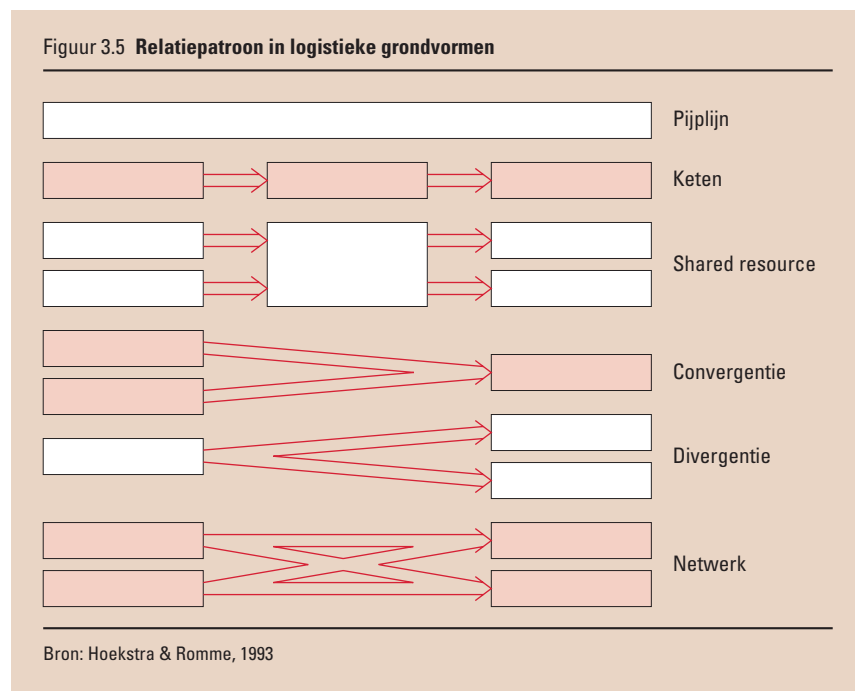 Figuur 3.5 Relatiepatroon in logistieke grondvormen
Pijplijn
Keten
Shared resource
Convergentie
Divergentie
Netwerk
Bron: Hoekstra & Romme, 1993